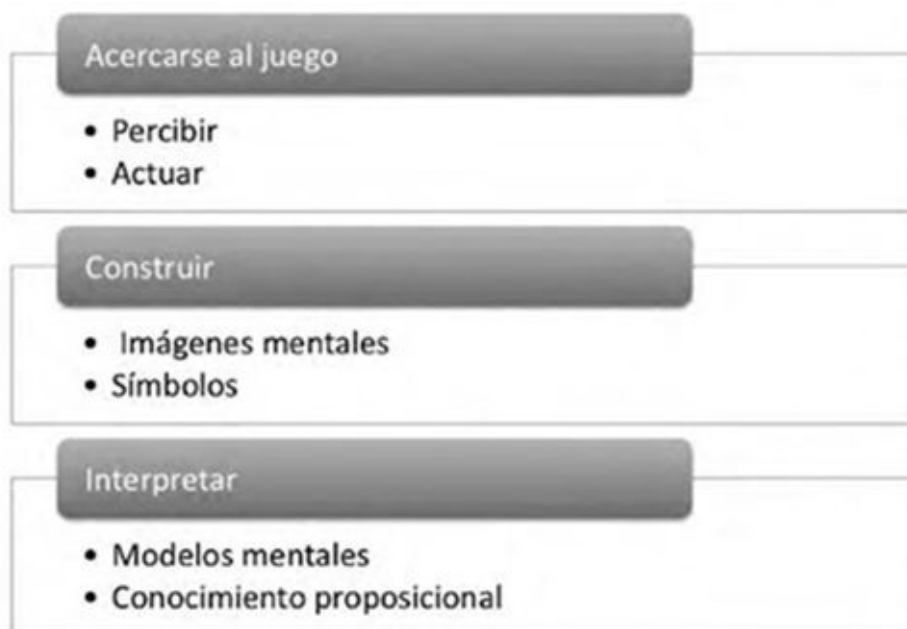 Acercarse al juego
• Percibir
• Actuar
Construir
• Imágenes mentales
• Símbolos
Interpretar
• Modelos mentales
• Conocimiento proposicional